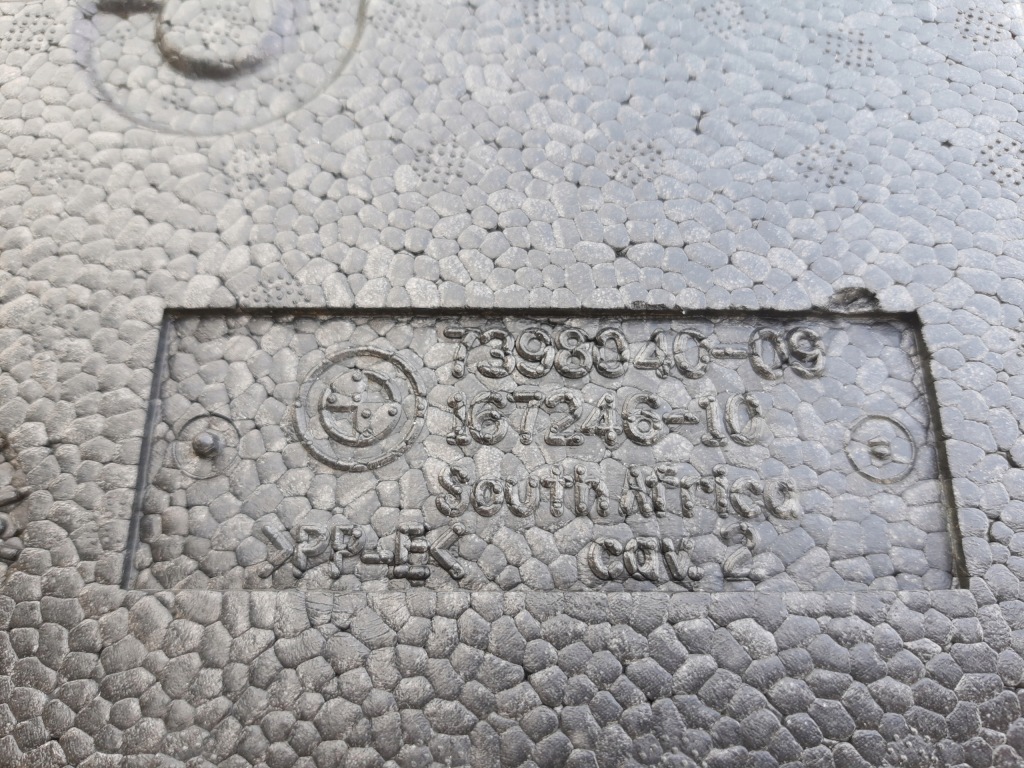 7398040-09
167246-10
South Africa
>PP-E< cav. 2